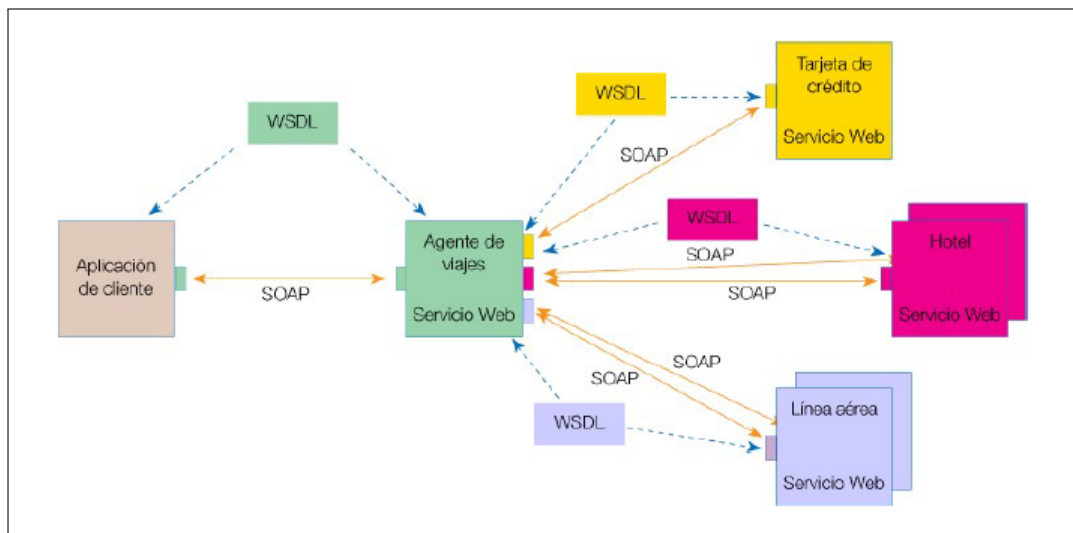 Tarjeta de
crédito
Servicio Web
WSDL
WSDL
SOAP
WSDL
Hotel
Servicio Web
Agente de
viajes
Servicio Web
SOAP
SOAP
Aplicación
de cliente
SOAP
SOAP
SOAP
WSDL
Línea aérea
Servicio Web